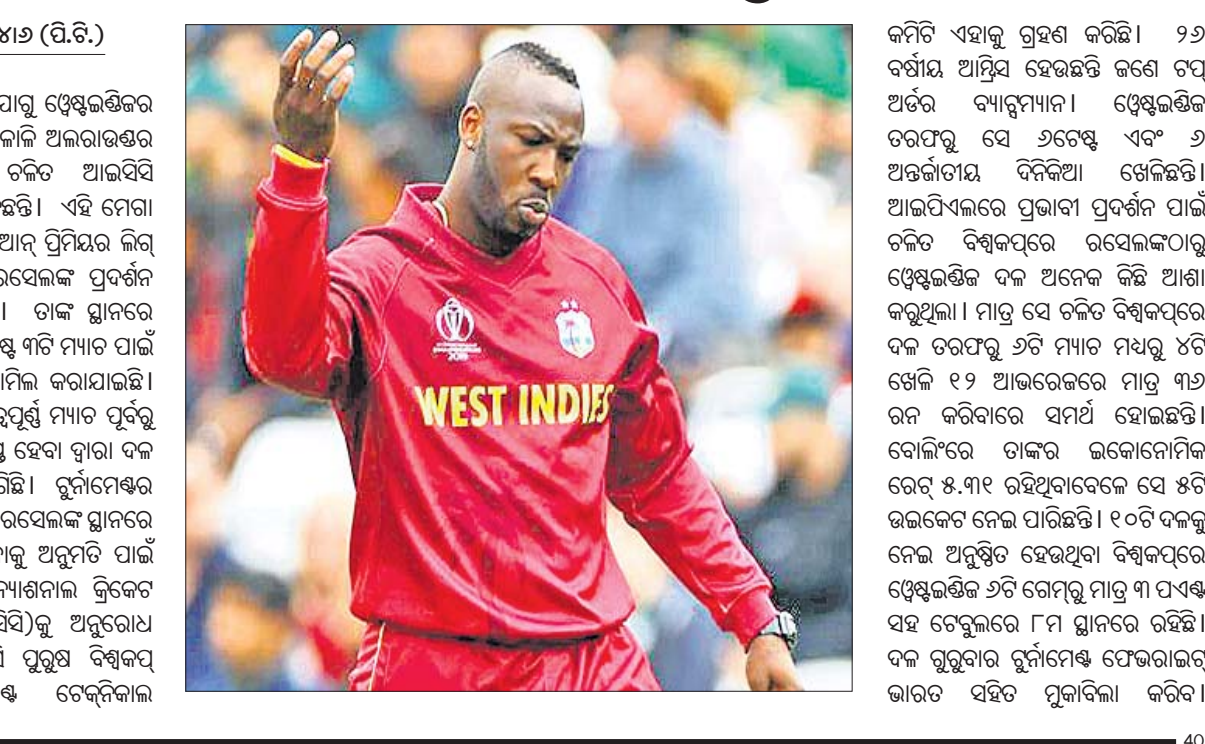 ୪।୬ (ପି.ଟି.)
ଯୋଗୁ ୱେଷ୍ଟଇଣ୍ଡିଜର
ଅଲରାଉଣ୍ଡର
ଚଳିତ ଆଇସିସି
ଏହି ମେଗା
ପ୍ରିମିୟର ଲିଗ୍
ରସେଲଙ୍କ ପ୍ରଦର୍ଶନ
ତାଙ୍କ ସ୍ଥାନରେ
୩ଟି ମ୍ୟାଚ ପାଇଁ
ସାମିଲ କରାଯାଇଛି।
ମ୍ୟାଚ ପୂର୍ବରୁ
ହେବା ଦ୍ୱାରା ଦଳ
ଟୁର୍ନାମେଣ୍ଟର
ରସେଲଙ୍କ ସ୍ଥାନରେ
ଅନୁମତି ପାଇଁ
କ୍ରିକେଟ
ଅନୁରୋଧ
ପୁରୁଷ ବିଶ୍ୱକପ୍
ଟେକ୍ନିକାଲ
2019
WEST INDIES
କମିଟି ଏହାକୁ ଗ୍ରହଣ କରିଛି। ୨୬
ବର୍ଷୀୟ ଆମ୍ବ୍ରିସ ହେଉଛନ୍ତି ଜଣେ ଟପ୍
ଅର୍ଡର ବ୍ୟାଟ୍ସମ୍ୟାନ। ୱେଷ୍ଟଇଣ୍ଡିଜ
ତରଫରୁ ସେ ୬ଟେଷ୍ଟ ଏବଂ ୬
ଅନ୍ତର୍ଜାତୀୟ ଦିନିକିଆ ଖେଳିଛନ୍ତି।
ଆଇପିଏଲରେ ପ୍ରଭାବୀ ପ୍ରଦର୍ଶନ ପାଇଁ
ଚଳିତ ବିଶ୍ୱକପ୍‌ରେ ରସେଲଙ୍କଠାରୁ
ୱେଷ୍ଟଇଣ୍ଡିଜ ଦଳ ଅନେକ କିଛି ଆଶା
କରୁଥିଲା। ମାତ୍ର ସେ ଚଳିତ ବିଶ୍ୱକପ୍‌ରେ
ଦଳ ତରଫରୁ ୬ଟି ମ୍ୟାଚ ମଧ୍ୟରୁ ୪ଟି
ଖେଳି ୧୨ ଆଭରେଜରେ ମାତ୍ର ୩୬
ରନ କରିବାରେ ସମର୍ଥ ହୋଇଛନ୍ତି।
ବୋଲିଂରେ ତାଙ୍କର ଇକୋନୋମିକ
ରେଟ୍ ୫.୩୧ ରହିଥିବାବେଳେ ସେ ୫ଟି
ଉଇକେଟ ନେଇ ପାରିଛନ୍ତି। ୧୦ଟି ଦଳକୁ
ନେଇ ଅନୁଷ୍ଠିତ ହେଉଥିବା ବିଶ୍ୱକପ୍‌ରେ
ୱେଷ୍ଟଇଣ୍ଡିଜ ୬ଟି ଗେମ୍‌ରୁ ମାତ୍ର ୩ ପଏଣ୍ଟ
ସହ ଟେବୁଲରେ ୮ମ ସ୍ଥାନରେ ରହିଛି।
ଦଳ ଗୁରୁବାର ଟୁର୍ନାମେଣ୍ଟ ଫେଭରାଇଟ୍
ଭାରତ ସହିତ ମୁକାବିଲା କରିବ।
40